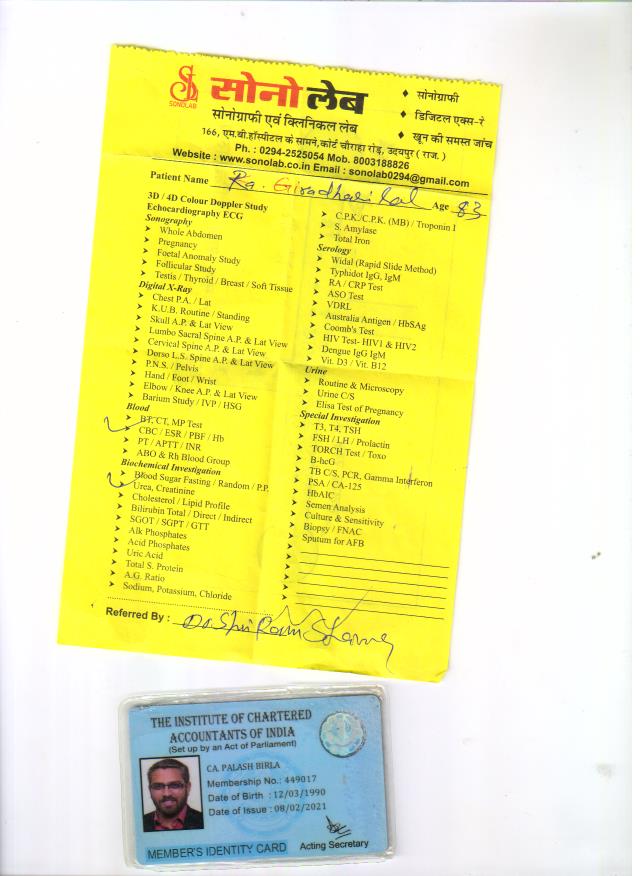 SONOLAB
सोनो लेब
सोनोग्राफी एवं क्लिनिकल लेब
सोनोग्राफी
डिजिटल एक्स-रे
खून की समस्त जांच
166, एम.बी.हॉस्पीटल के सामने,कोर्ट चौराहा रोड़, उदयपुर ( राज. )
Ph. : 0294-2525054 Mob. 8003188826
Website : www.sonolab.co.in Email : sonolab0294@gmail.com
Patient Name Giradhari Lal Age 83
3D / 4D Colour Doppler Study
Echocardiography ECG
Sonography
Whole Abdomen
Pregnancy
Foetal Anomaly Study
Follicular Study
Testis / Thyroid / Breast / Soft Tissue
Digital X-Ray
Chest P.A. / Lat
K.U.B. Routine / Standing
Skull A.P. & Lat View
Lumbo Sacral Spine A.P. & Lat View
Cervical Spine A.P. & Lat View
Dorso L.S. Spine A.P. & Lat View
P.N.S. / Pelvis
Hand / Foot / Wrist
Elbow / Knee A.P. & Lat View
Barium Study / IVP / HSG
Blood
BT, CT, MP Test
CBC / ESR / PBF / Hb
PT / APTT / INR
ABO & Rh Blood Group
Biochemical Investigation
Blood Sugar Fasting / Random / P.P.
Urea, Creatinine
Cholesterol / Lipid Profile
Bilirubin Total / Direct / Indirect
SGOT / SGPT / GTT
Alk Phosphates
Acid Phosphates
Uric Acid
Total S. Protein
A.G. Ratio
Sodium, Potassium, Chloride
C.P.K./C.P.K. (MB) / Troponin I
S. Amylase
Total Iron
Serology
Widal (Rapid Slide Method)
Typhidot IgG, IgM
RA / CRP Test
ASO Test
VDRL
Australia Antigen / HbSAg
Coomb's Test
HIV Test- HIV1 & HIV2
Dengue IgG IgM
Vit. D3 / Vit. B12
Urine
Routine & Microscopy
Urine C/S
Elisa Test of Pregnancy
Special Investigation
T3, T4, TSH
FSH / LH / Prolactin
TORCH Test / Toxo
B-hcG
TB C/S, PCR, Gamma Interferon
PSA / CA-125
HbAIC
Semen Analysis
Culture & Sensitivity
Biopsy / FNAC
Sputum for AFB
Referred By : Dr. Shri Ram Sharma
THE INSTITUTE OF CHARTERED
ACCOUNTANTS OF INDIA
(Set up by an Act of Parliament)
CA. PALASH BIRLA
Membership No.: 449017
Date of Birth : 12/03/1990
Date of Issue : 08/02/2021
MEMBER'S IDENTITY CARD
Acting Secretary